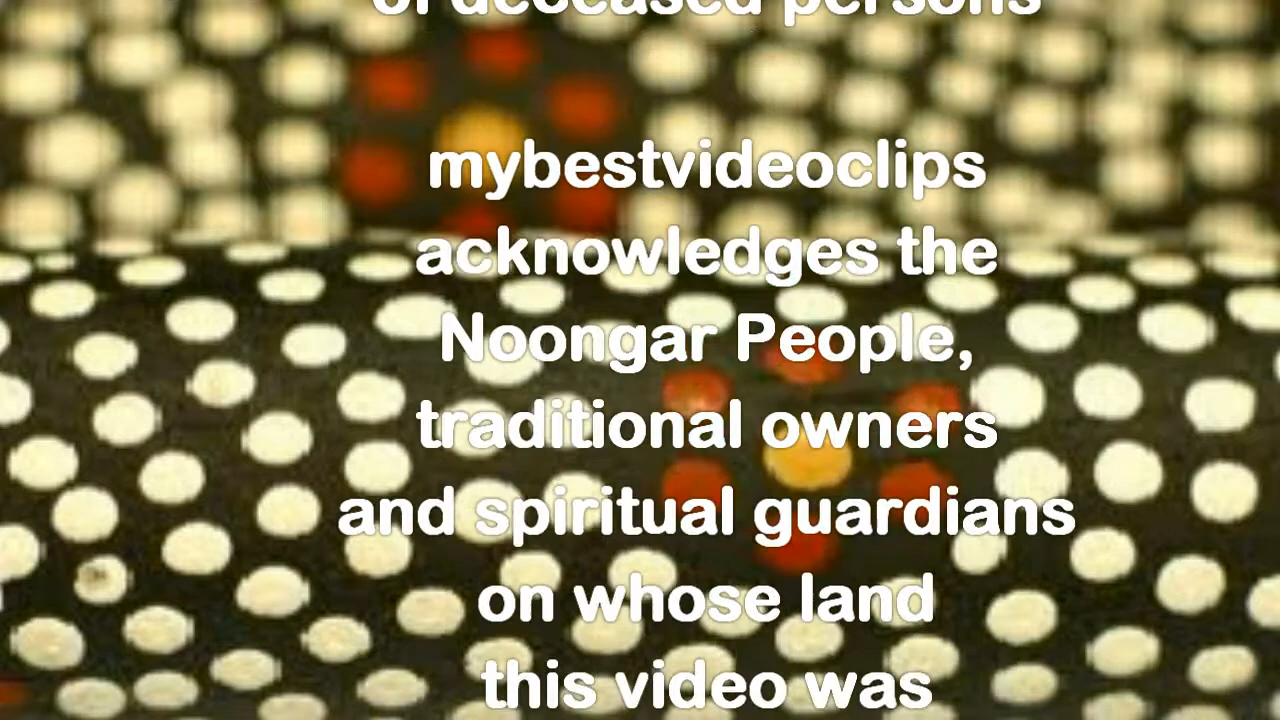 of deceased persons
mybestvideoclips
acknowledges the
Noongar People,
traditional owners
and spiritual guardians
on whose land
this video was